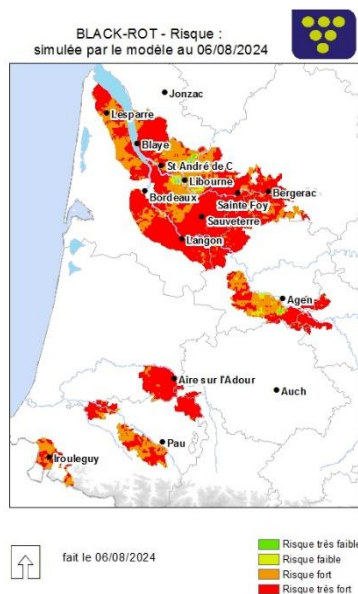 BLACK-ROT - Risque :
simulée par le modèle au 06/08/2024
Jonzac
Lesparre
Blaye
St André de C
Libourne
Bergerac
Bordeaux
Sainte Foy
Sauveterre
Langon
Agen
Aire sur l'Adour
Auch
Pau
Irouleguy
fait le 06/08/2024
Risque très faible
Risque faible
Risque fort
Risque très fort